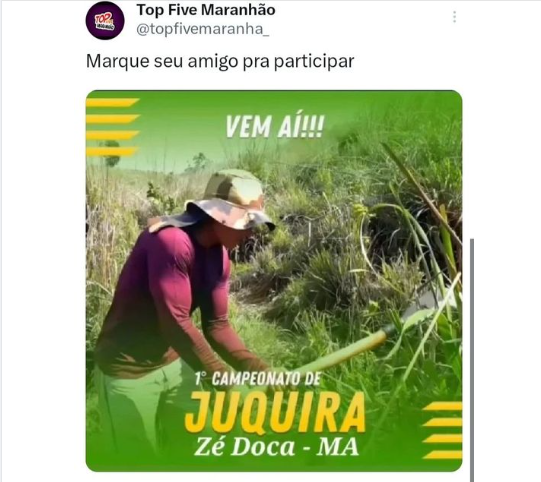 Top Five Maranhão
@topfivemaranha_
Marque seu amigo pra participar
VEM AÍ!!!
1° CAMPEONATO DE
JUQUIRA
Zé Doca - MA